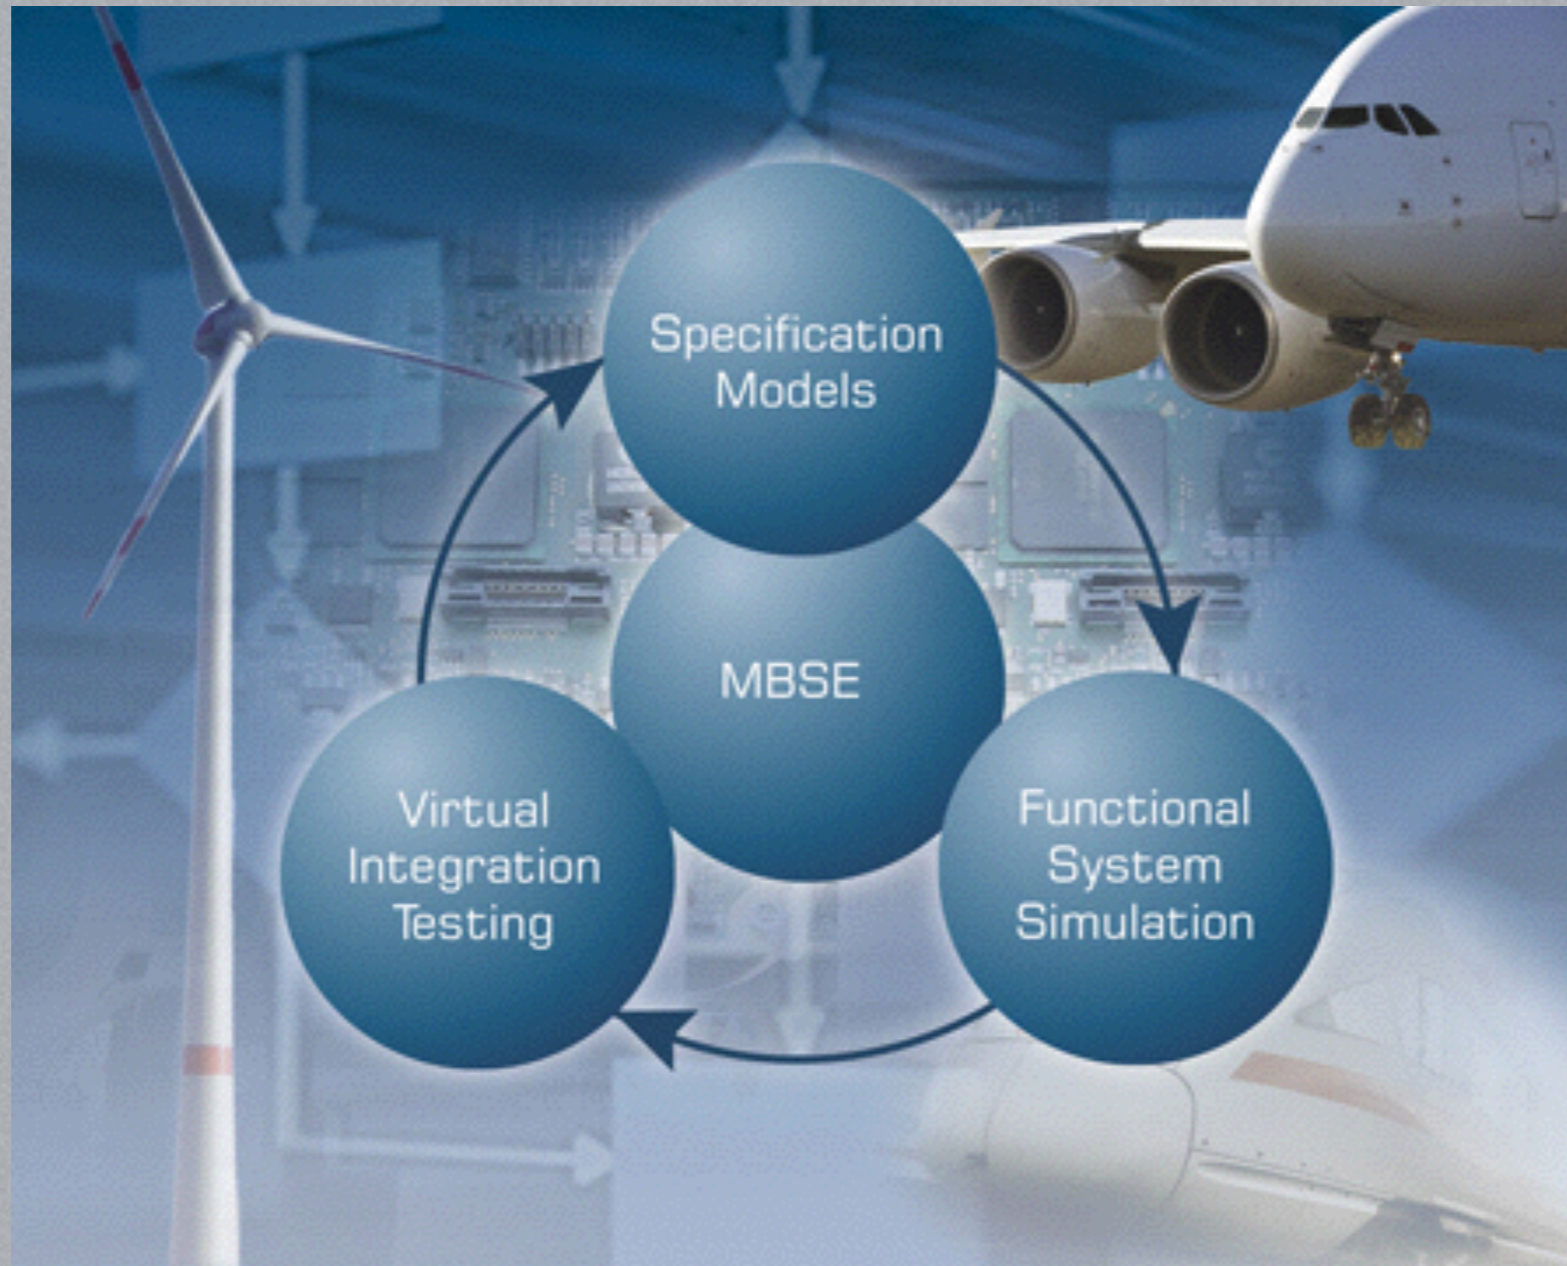 Specification
Models
MBSE
Virtual
Integration
Testing
Functional
System
Simulation